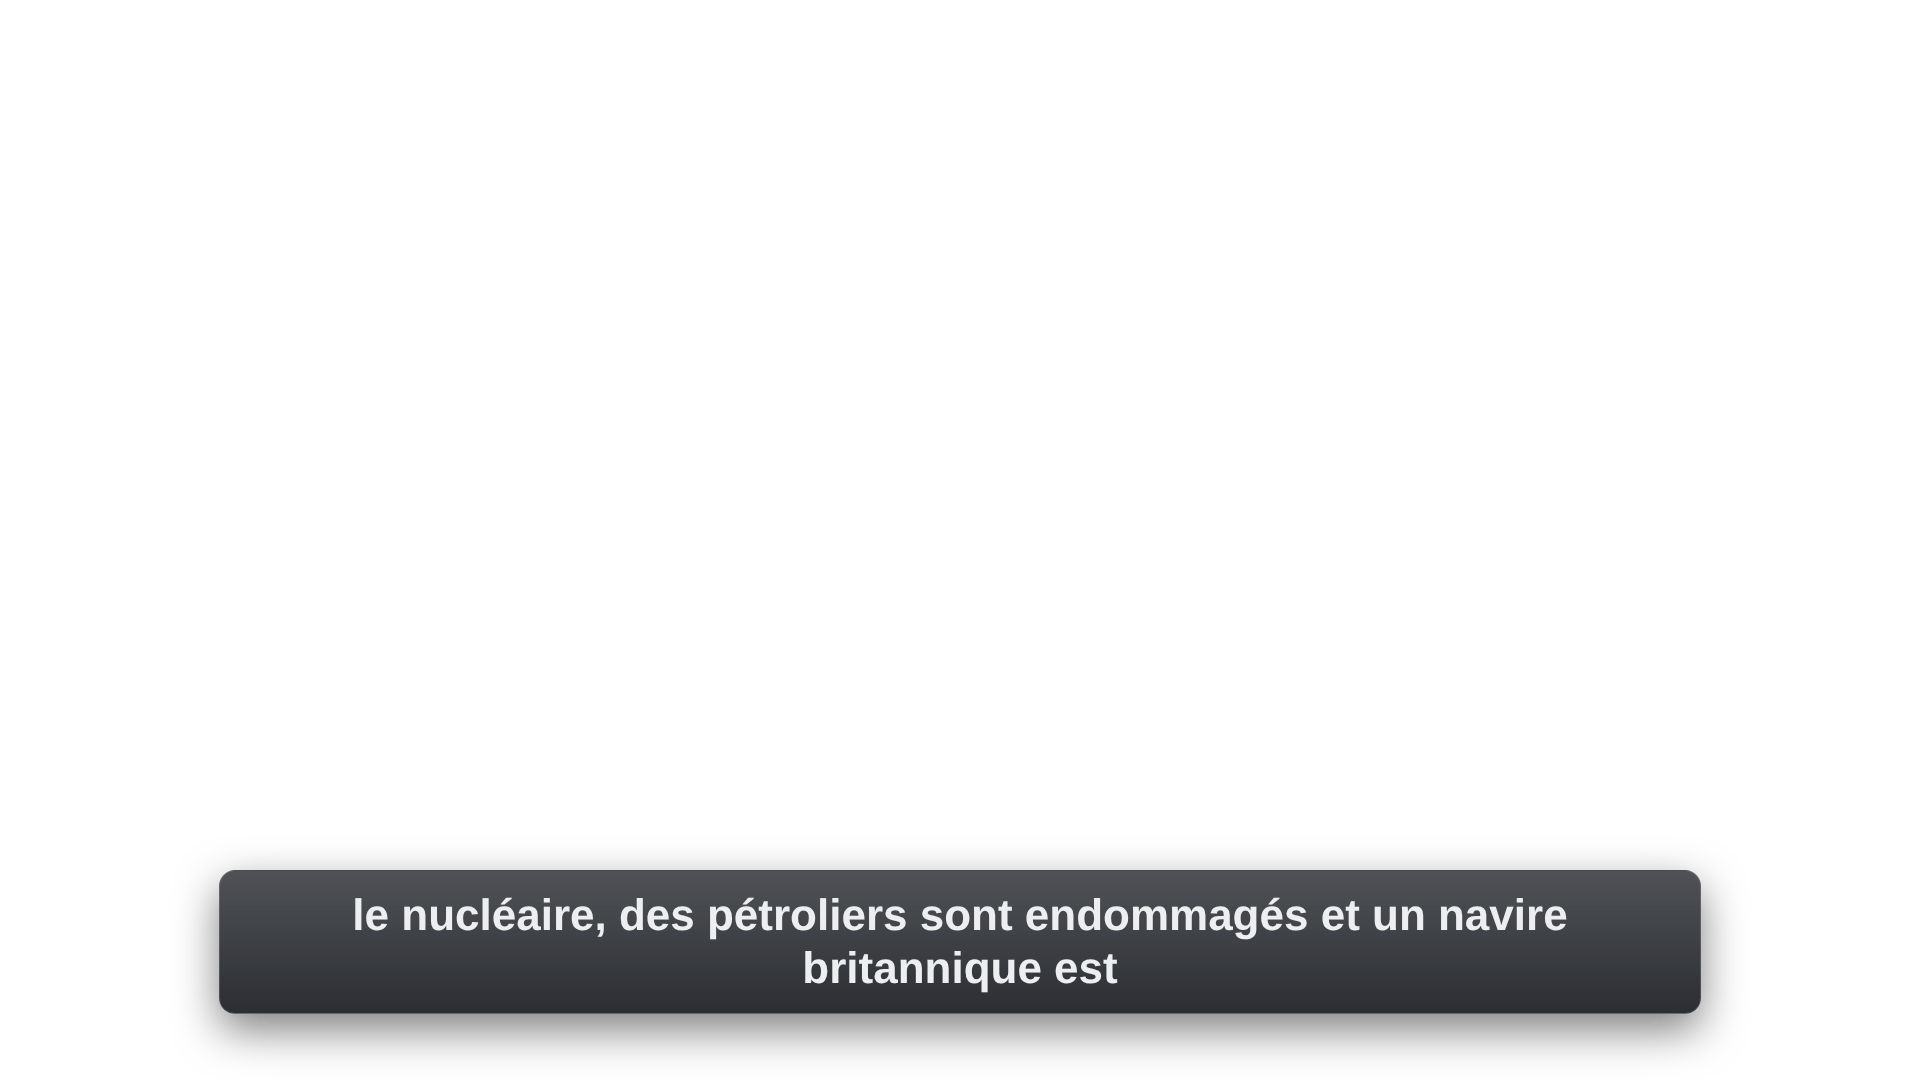 le nucléaire, des pétroliers sont endommagés et un navire
britannique est